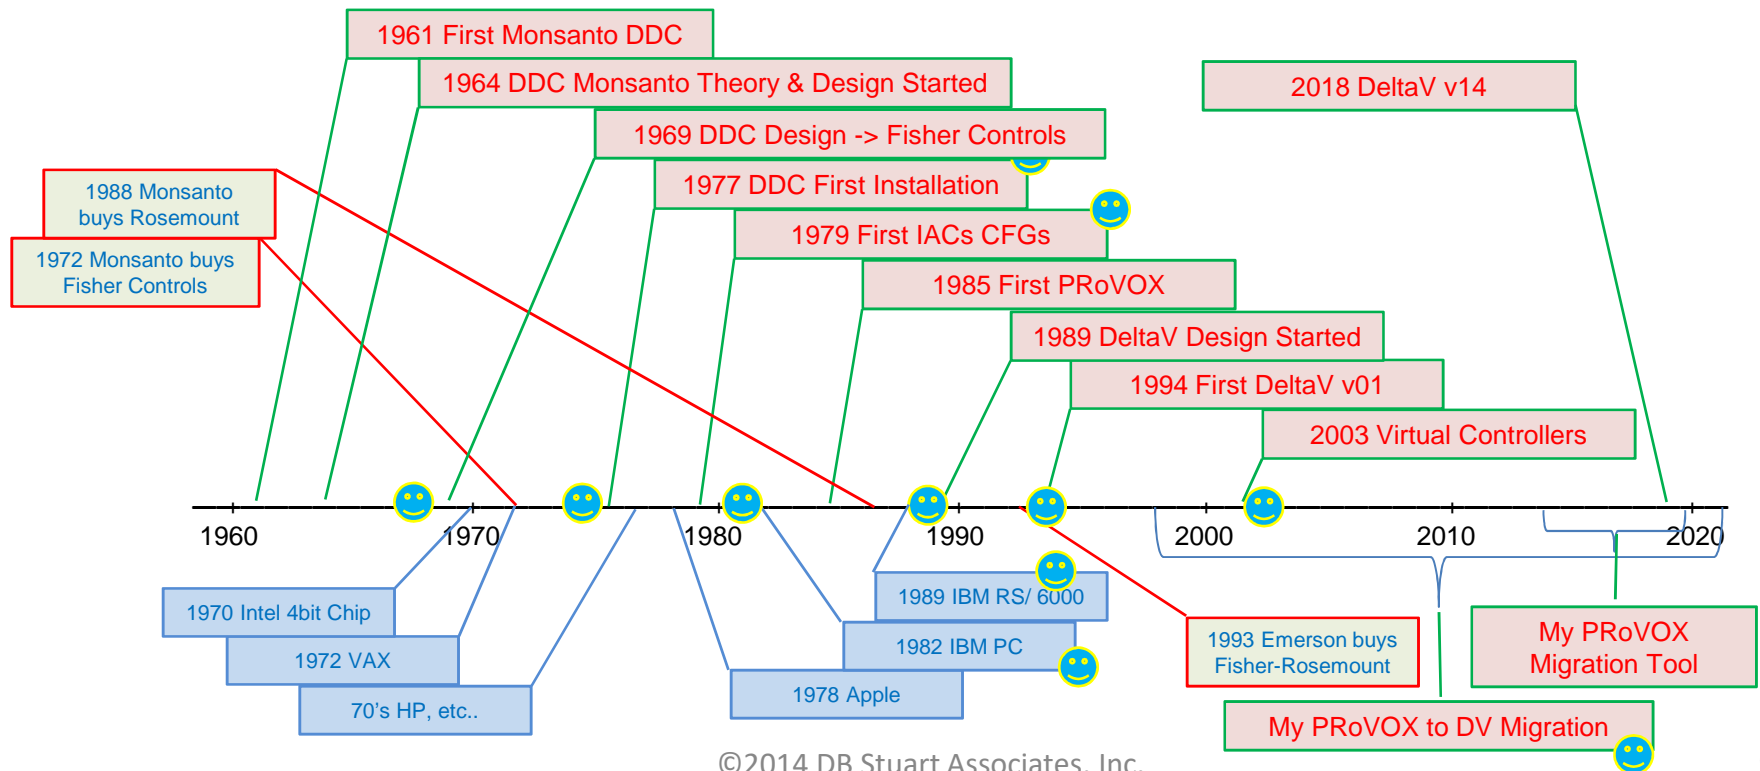 1961 First Monsanto DDC
1964 DDC Monsanto Theory & Design Started
2018 DeltaV v14
1969 DDC Design -> Fisher Controls
1977 DDC First Installation
1988 Monsanto
buys Rosemount
1979 First IACs CFGs
1972 Monsanto buys
Fisher Controls
1985 First PRoVOX
1989 DeltaV Design Started
1994 First DeltaV v01
2003 Virtual Controllers
1960
1970
1980
1990
2000
2010
2020
1970 Intel 4bit Chip
1972 VAX
70's HP, etc..
1989 IBM RS/ 6000
1982 IBM PC
1978 Apple
1993 Emerson buys
Fisher-Rosemount
My PRoVOX
Migration Tool
My PRoVOX to DV Migration
©2014 DB Stuart Associates, Inc.